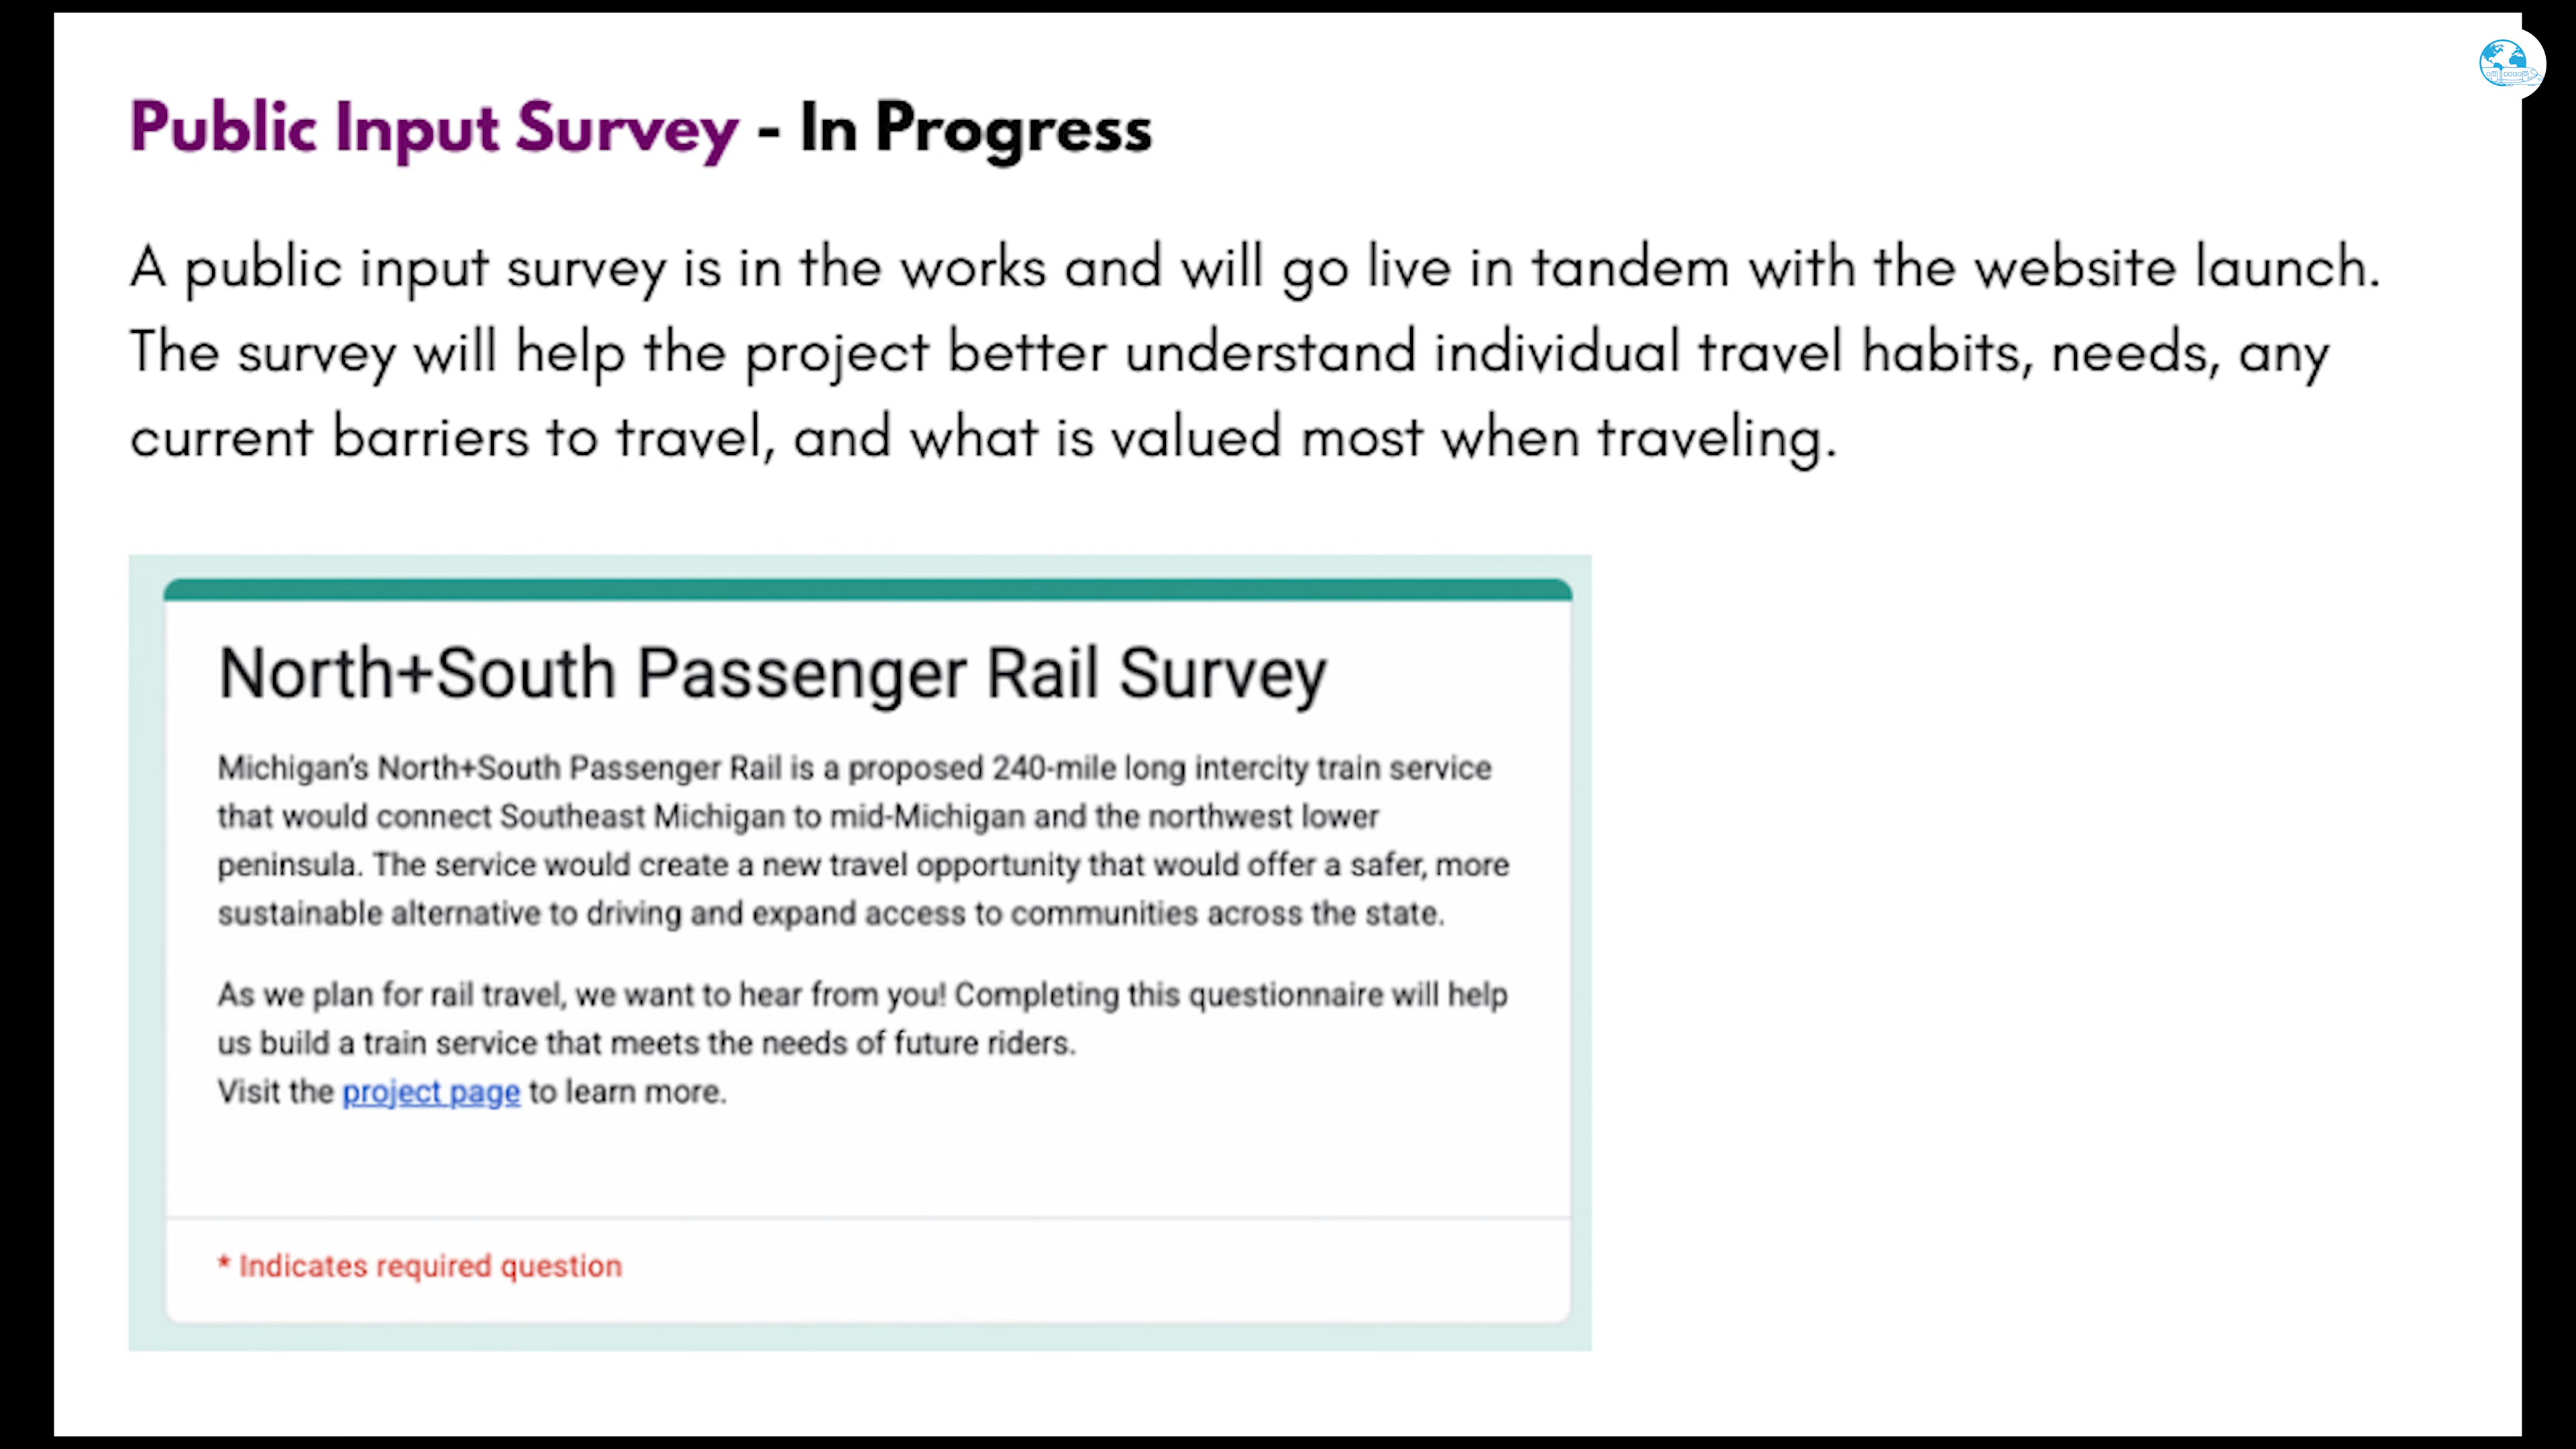 Public Input Survey - In Progress
A public input survey is in the works and will go live in tandem with the website launch.
The survey will help the project better understand individual travel habits, needs, any
current barriers to travel, and what is valued most when traveling.
North+South Passenger Rail Survey
Michigan's North+South Passenger Rail is a proposed 240-mile long intercity train service
that would connect Southeast Michigan to mid-Michigan and the northwest lower
peninsula. The service would create a new travel opportunity that would offer a safer, more
sustainable alternative to driving and expand access to communities across the state.
As we plan for rail travel, we want to hear from you! Completing this questionnaire will help
us build a train service that meets the needs of future riders.
Visit the project page to learn more.
* Indicates required question